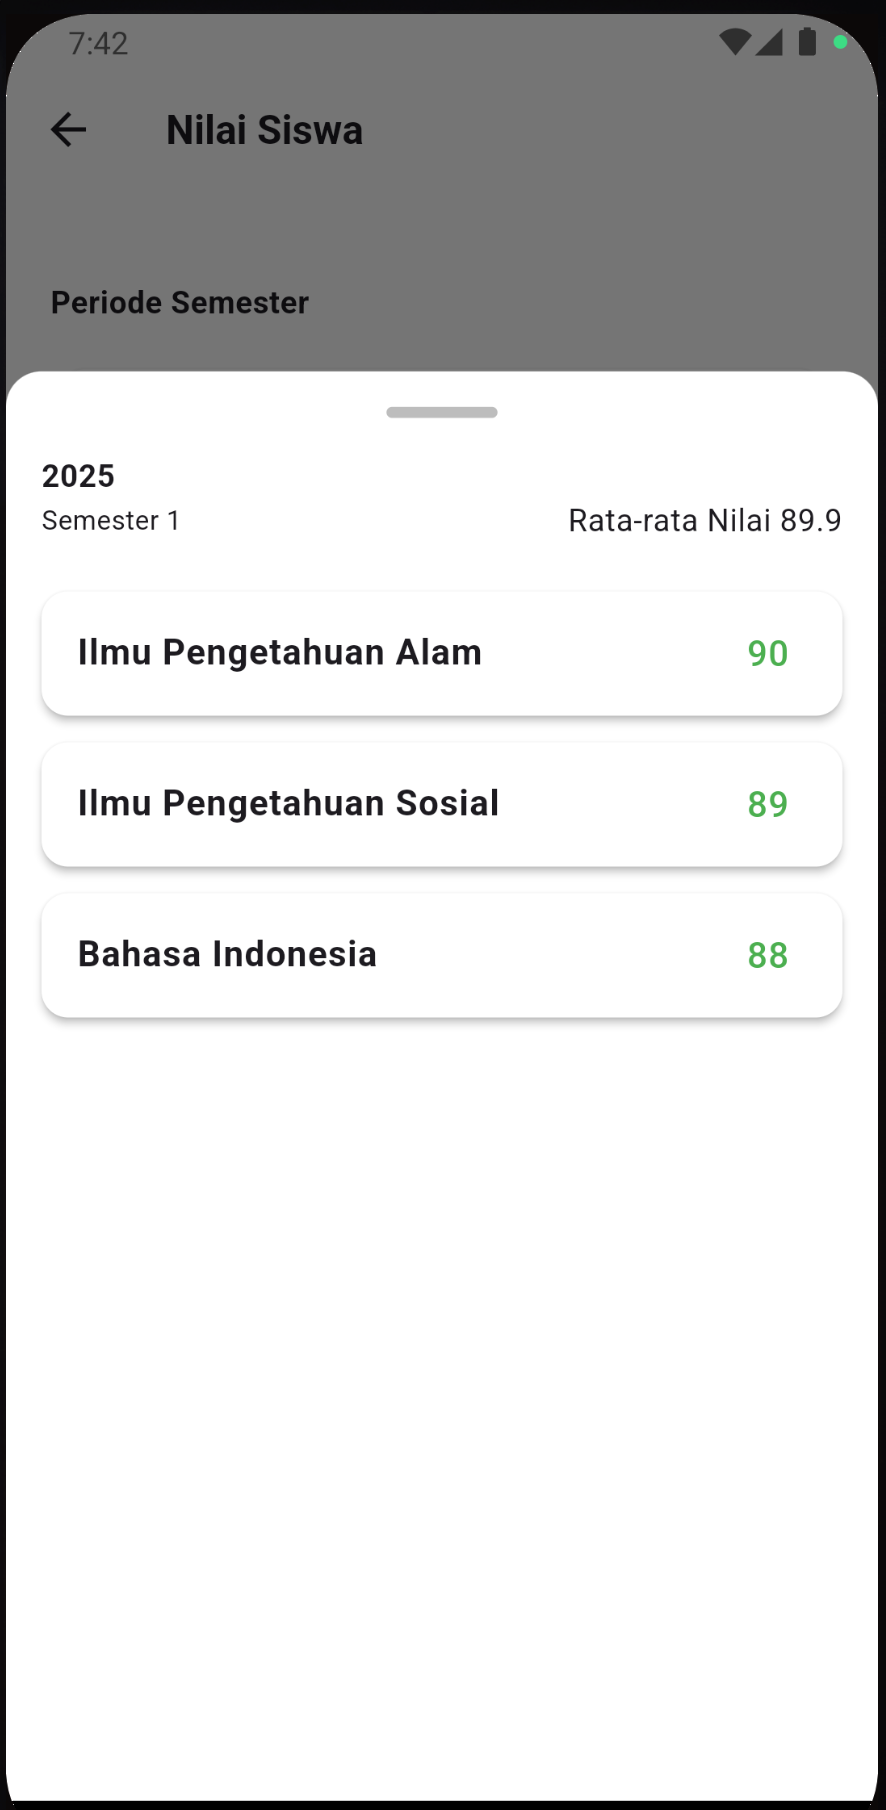 7:42
Nilai Siswa
Periode Semester
2025
Semester 1
Rata-rata Nilai 89.9
Ilmu Pengetahuan Alam
90
Ilmu Pengetahuan Sosial
89
Bahasa Indonesia
88